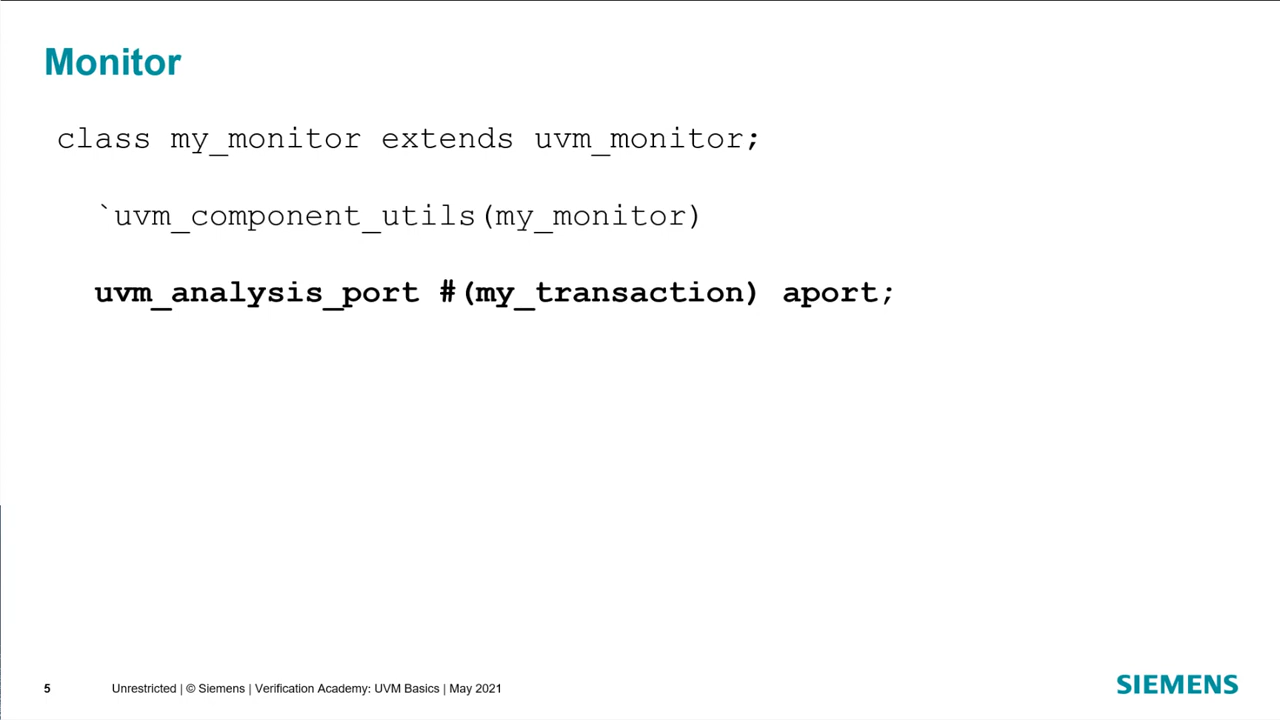 Monitor
class my_monitor extends uvm_monitor;
`uvm_component_utils(my_monitor)
uvm_analysis_port #(my_transaction) aport;
5 Unrestricted | © Siemens | Verification Academy: UVM Basics | May 2021
SIEMENS